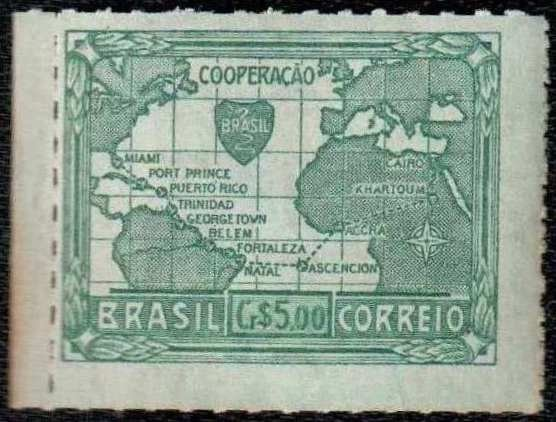 COOPERAÇÃO
BRASIL
CAIRO
MIAMI
PORT PRINCE
KHARTOUM
PUERTO RICO
TRINIDAD
GEORGETOWN
BELEM
ACCRA
FORTALEZA
NATAL
ASCENCION
BRASIL Cr$5,00 CORREIO